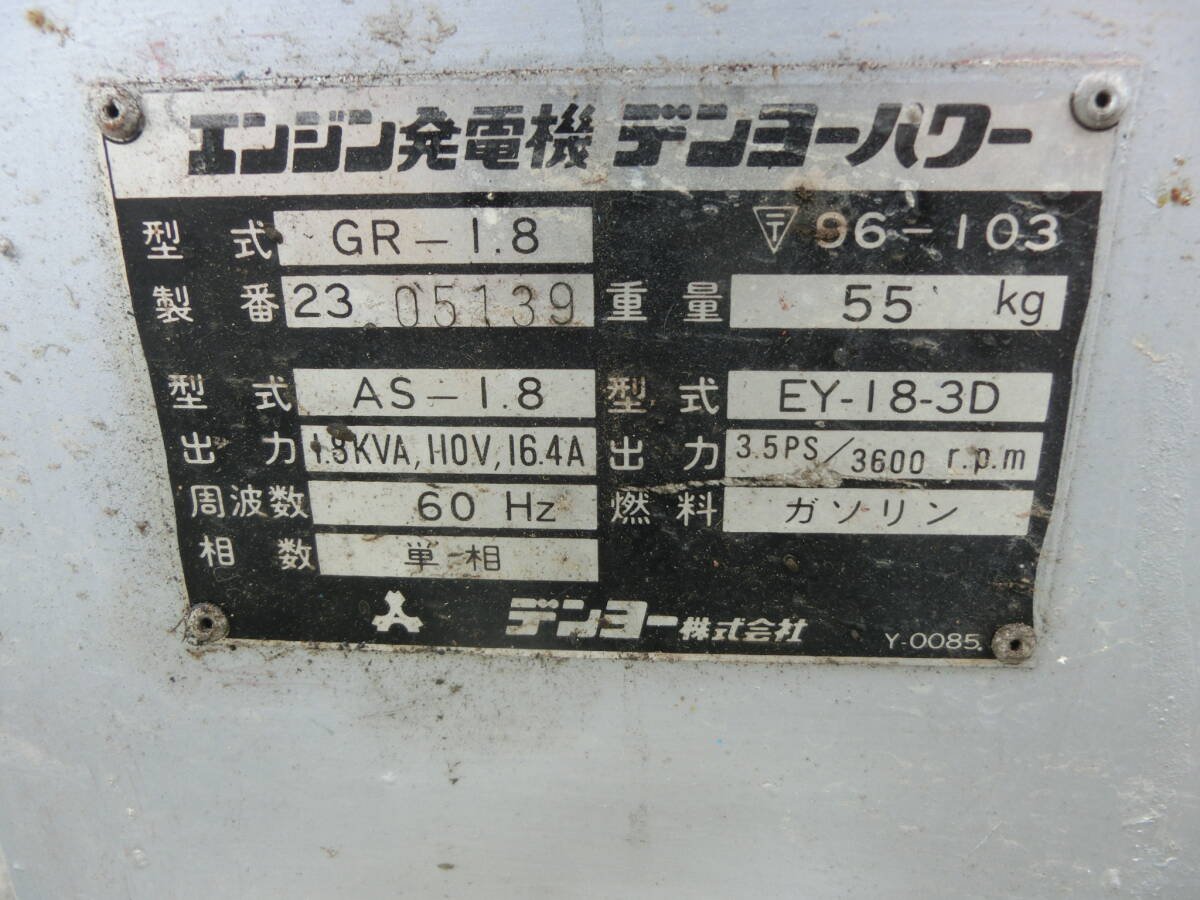 エンジン発電機 デンヨーパワー
型式 GR-1.8 〒96-103
製番 23 05139 重量 55 kg
型式 AS-1.8 型式 EY-18-3D
出力 1.8KVA, 110V, 16.4A 出力 3.5PS/3600 r.p.m
周波数 60 Hz 燃料 ガソリン
相数 単相
デンヨー株式会社 Y-0085.